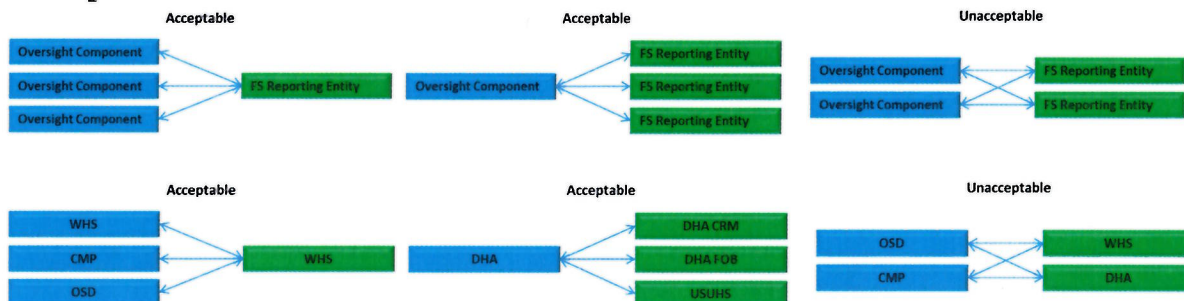 Acceptable
Acceptable
Unacceptable
Oversight Component
Oversight Component
Oversight Component
FS Reporting Entity
Oversight Component
FS Reporting Entity
FS Reporting Entity
FS Reporting Entity
Oversight Component
Oversight Component
FS Reporting Entity
FS Reporting Entity
Acceptable
Acceptable
Unacceptable
WHS
CMP
OSD
WHS
DHA
DHA CRM
DHA FOB
USUHS
OSD
CMP
WHS
DHA